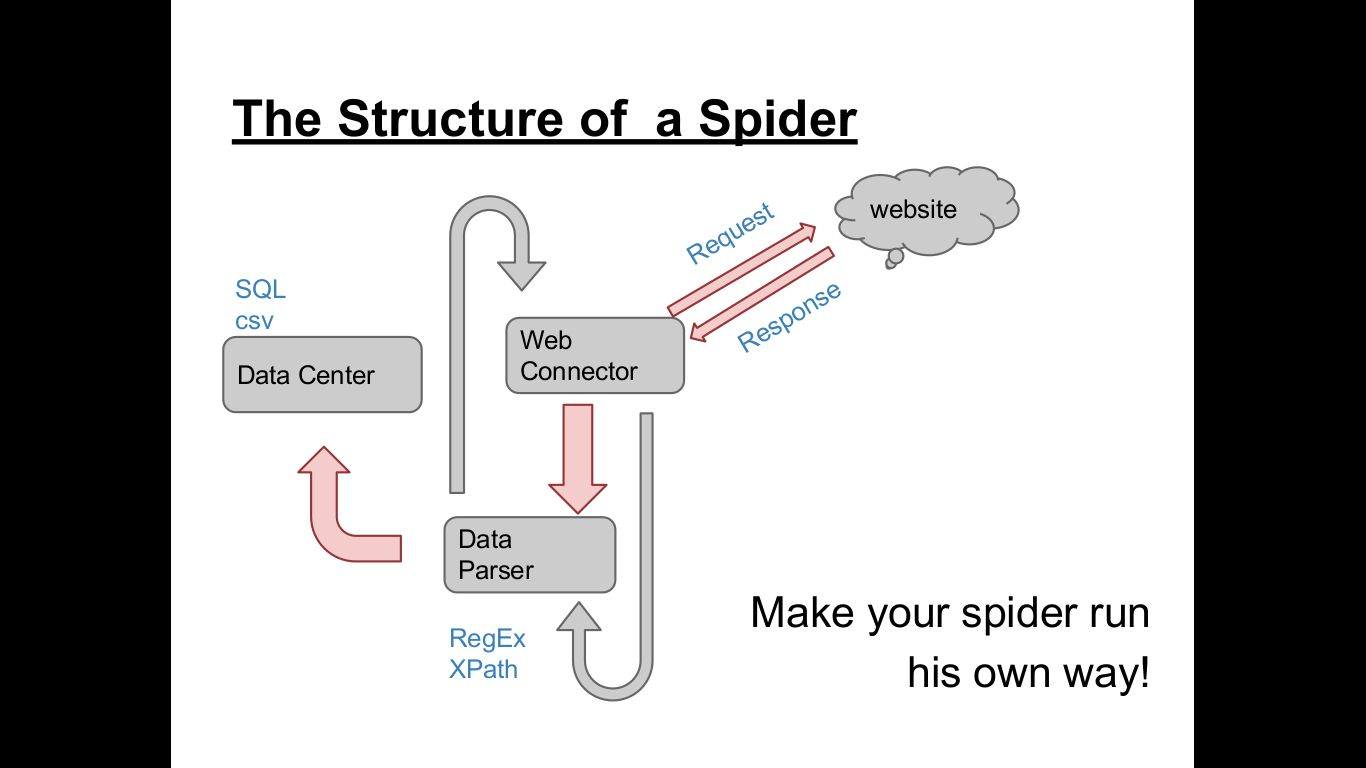 The Structure of  a Spider
website
Request
Response
SQL
csv
Data Center
Web
Connector
Data
Parser
RegEx
XPath
Make your spider run
his own way!